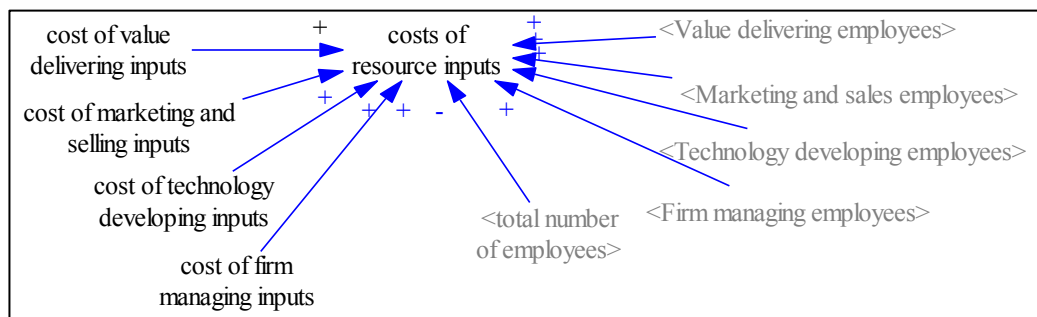 cost of value
delivering inputs
+
costs of
resource inputs
+
+
+
<Value delivering employees>
cost of marketing and
selling inputs
+
+
+
-
+
<Marketing and sales employees>
cost of technology
developing inputs
<Technology developing employees>
cost of firm
managing inputs
<total number
of employees>
<Firm managing employees>